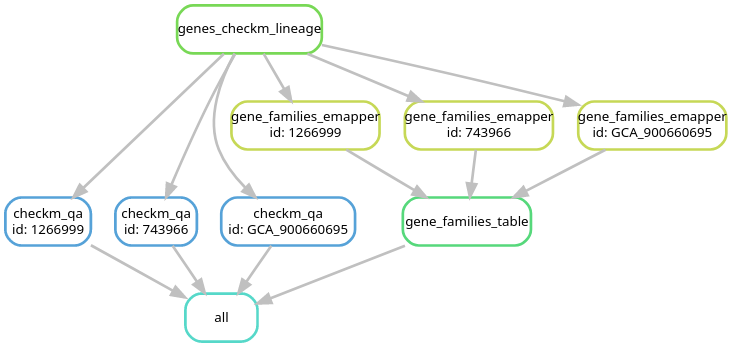 genes_checkm_lineage
gene_families_emapper
id: 1266999
gene_families_emapper
id: 743966
gene_families_emapper
id: GCA_900660695
checkm_qa
id: 1266999
checkm_qa
id: 743966
checkm_qa
id: GCA_900660695
gene_families_table
all